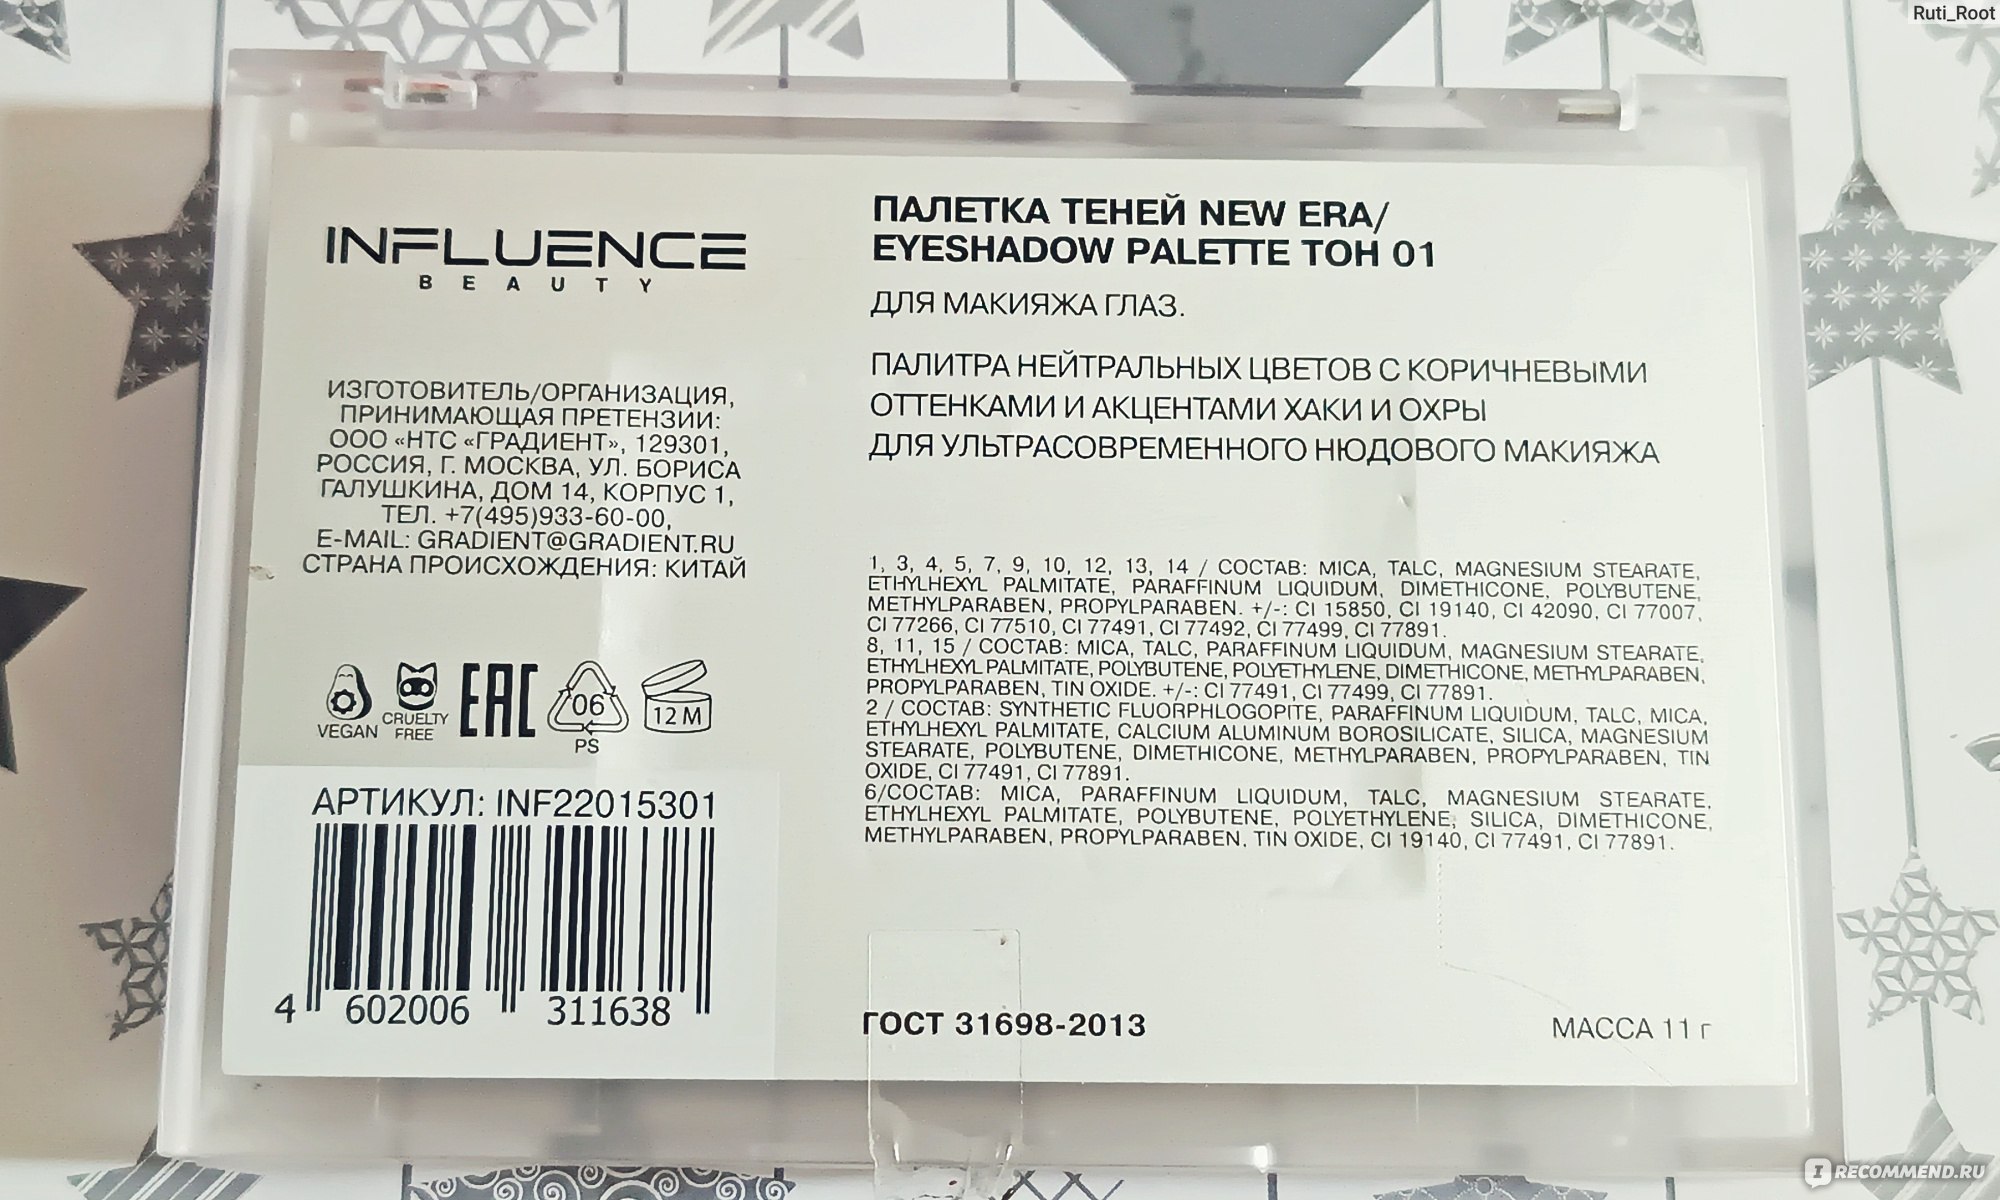 Ruti_Root
INFLUENCE
BEAUTY
ИЗГОТОВИТЕЛЬ/ОРГАНИЗАЦИЯ,
ПРИНИМАЮЩАЯ ПРЕТЕНЗИИ:
ООО «НТС «ГРАДИЕНТ», 129301,
РОССИЯ, Г. МОСКВА, УЛ. БОРИСА
ГАЛУШКИНА, ДОМ 14, КОРПУС 1,
ТЕЛ. +7(495)933-60-00,
E-MAIL: GRADIENT@GRADIENT.RU
СТРАНА ПРОИСХОЖДЕНИЯ: КИТАЙ
VEGAN
CRUELTY
FREE
EAC
06
PS
12 M
АРТИКУЛ: INF22015301
4 602006 311638
ПАЛЕТКА ТЕНЕЙ NEW ERA/
EYESHADOW PALETTE ТОН 01
ДЛЯ МАКИЯЖА ГЛАЗ.
ПАЛИТРА НЕЙТРАЛЬНЫХ ЦВЕТОВ С КОРИЧНЕВЫМИ
ОТТЕНКАМИ И АКЦЕНТАМИ ХАКИ И ОХРЫ
ДЛЯ УЛЬТРАСОВРЕМЕННОГО НЮДОВОГО МАКИЯЖА
1, 3, 4, 5, 7, 9, 10, 12, 13, 14 / СОСТАВ: MICA, TALC, MAGNESIUM STEARATE,
ETHYLHEXYL PALMITATE, PARAFFINUM LIQUIDUM, DIMETHICONE, POLYBUTENE,
METHYLPARABEN, PROPYLPARABEN. +/-: CI 15850, CI 19140, CI 42090, CI 77007,
CI 77266, CI 77510, CI 77491, CI 77492, CI 77499, CI 77891.
8, 11, 15 / СОСТАВ: MICA, TALC, PARAFFINUM LIQUIDUM, MAGNESIUM STEARATE,
ETHYLHEXYL PALMITATE, POLYBUTENE, POLYETHYLENE, DIMETHICONE, METHYLPARABEN,
PROPYLPARABEN, TIN OXIDE. +/-: CI 77491, CI 77499, CI 77891.
2 / СОСТАВ: SYNTHETIC FLUORPHLOGOPITE, PARAFFINUM LIQUIDUM, TALC, MICA,
ETHYLHEXYL PALMITATE, CALCIUM ALUMINUM BOROSILICATE, SILICA, MAGNESIUM
STEARATE, POLYBUTENE, DIMETHICONE, METHYLPARABEN, PROPYLPARABEN, TIN
OXIDE, CI 77491, CI 77891.
6/СОСТАВ: MICA, PARAFFINUM LIQUIDUM, TALC, MAGNESIUM STEARATE,
ETHYLHEXYL PALMITATE, POLYBUTENE, POLYETHYLENE, SILICA, DIMETHICONE,
METHYLPARABEN, PROPYLPARABEN. TIN OXIDE, CI 19140, CI 77491, CI 77891.
ГОСТ 31698-2013
МАССА 11 г
IRECOMMEND.RU